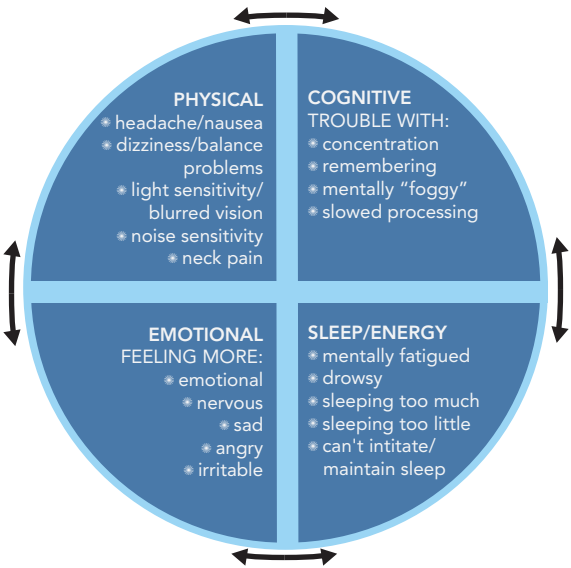 PHYSICAL
headache/nausea
dizziness/balance
problems
light sensitivity/
blurred vision
noise sensitivity
neck pain
COGNITIVE
TROUBLE WITH:
concentration
remembering
mentally “foggy”
slowed processing
EMOTIONAL
FEELING MORE:
emotional
nervous
sad
angry
irritable
SLEEP/ENERGY
mentally fatigued
drowsy
sleeping too much
sleeping too little
can't intitate/
maintain sleep